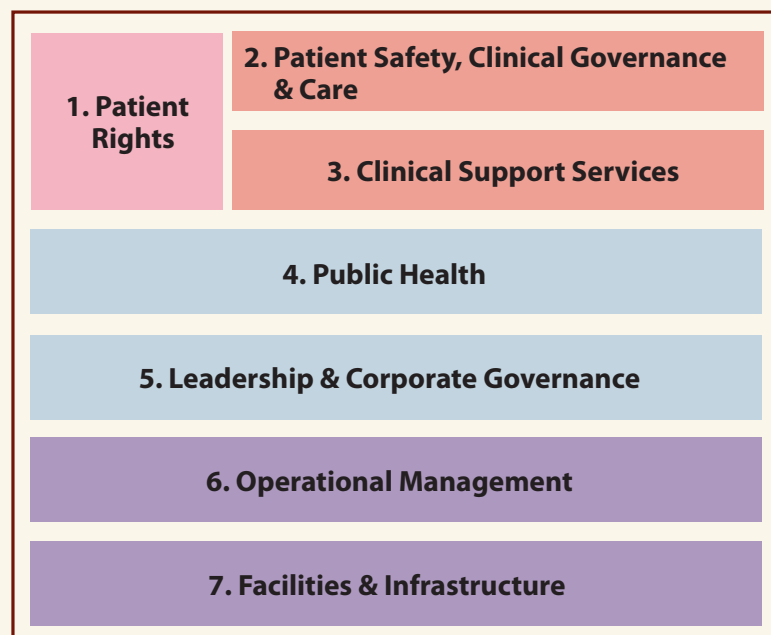 1. Patient
Rights
2. Patient Safety, Clinical Governance
& Care
3. Clinical Support Services
4. Public Health
5. Leadership & Corporate Governance
6. Operational Management
7. Facilities & Infrastructure